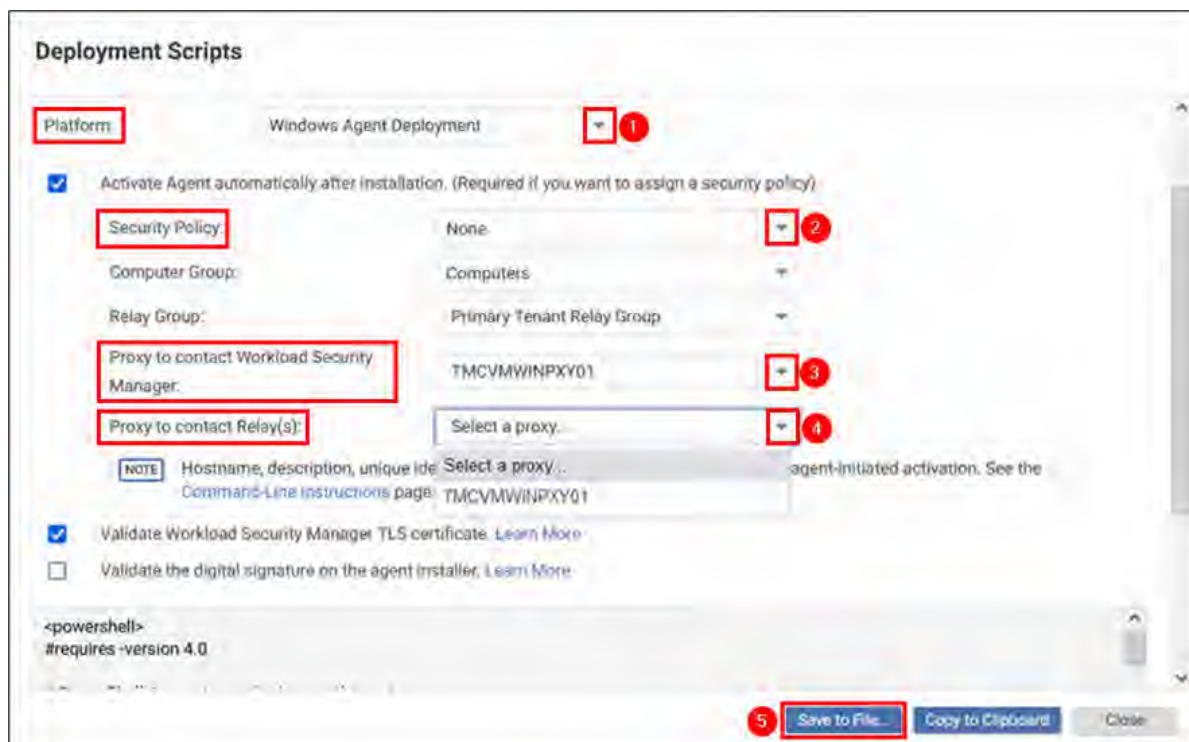 Deployment Scripts
Platform: Windows Agent Deployment 1
Activate Agent automatically after installation. (Required if you want to assign a security policy)
Security Policy: None 2
Computer Group: Computers
Relay Group: Primary Tenant Relay Group
Proxy to contact Workload Security
Manager: TMCVMWINPXY01 3
Proxy to contact Relay(s): Select a proxy... 4
NOTE Hostname, description, unique ide Select a proxy... agent-initiated activation. See the
Command-Line Instructions page TMCVMWINPXY01
Validate Workload Security Manager TLS certificate. Learn More
Validate the digital signature on the agent installer. Learn More
<powershell>
#requires -version 4.0
5 Save to File... Copy to Clipboard Close